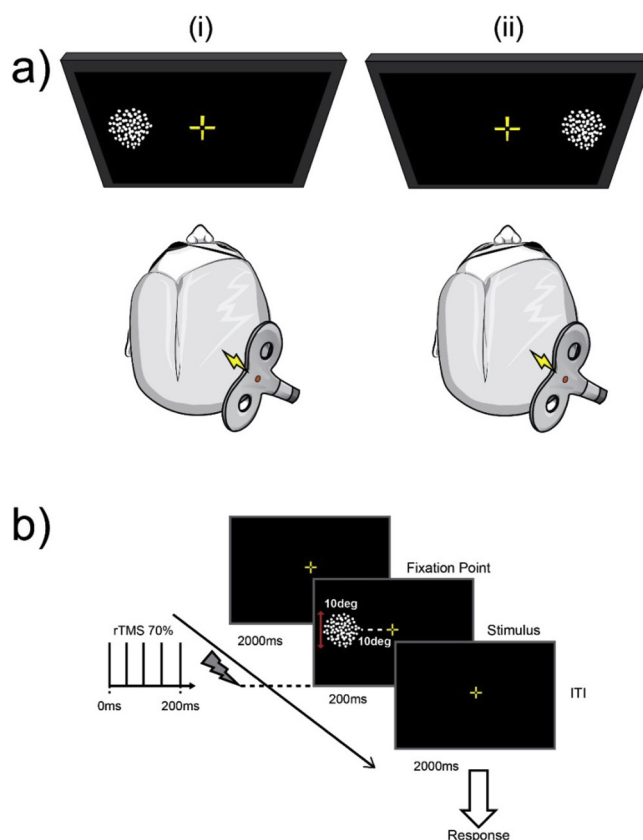 (i)
(ii)
a)
b)
Fixation Point
10deg
10deg
rTMS 70%
2000ms
Stimulus
200ms
ITI
0ms
200ms
2000ms
Response